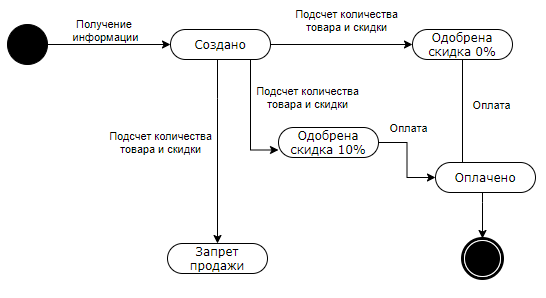 Получение
информации
Создано
Подсчет количества
товара и скидки
Одобрена
скидка 0%
Подсчет количества
товара и скидки
Оплата
Подсчет количества
товара и скидки
Одобрена
скидка 10%
Оплата
Оплачено
Запрет
продажи